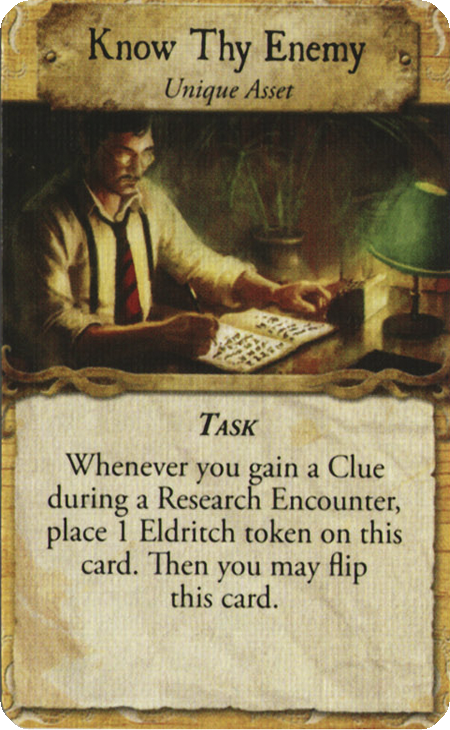 Know Thy Enemy
Unique Asset
Task
Whenever you gain a Clue
during a Research Encounter,
place 1 Eldritch token on this
card. Then you may flip
this card.